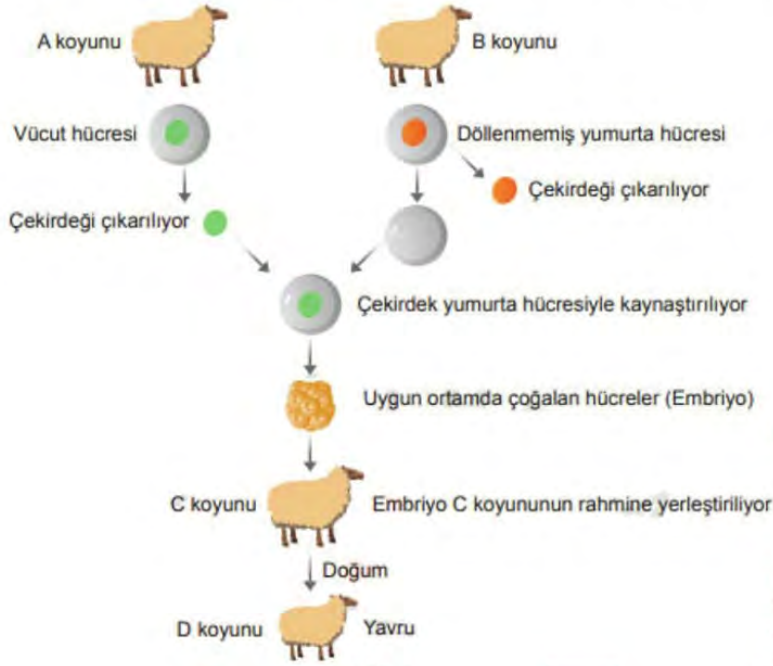 A koyunu
B koyunu
Vücut hücresi
Döllenmemiş yumurta hücresi
Çekirdeği çıkarılıyor
Çekirdeği çıkarılıyor
Çekirdek yumurta hücresiyle kaynaştırılıyor
Uygun ortamda çoğalan hücreler (Embriyo)
C koyunu
Embriyo C koyununun rahmine yerleştiriliyor
Doğum
D koyunu
Yavru